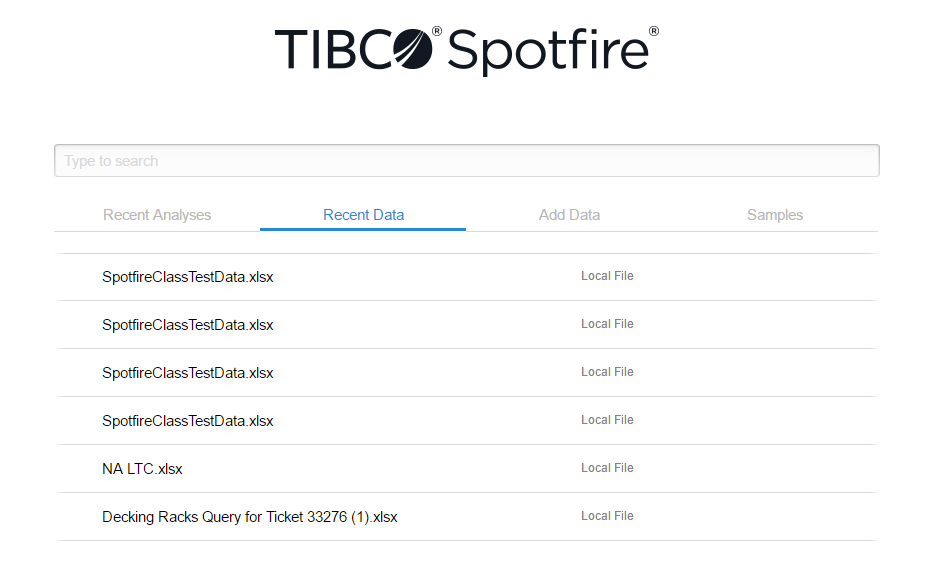 TIBCO® Spotfire®
Type to search
Recent Analyses Recent Data Add Data Samples
SpotfireClassTestData.xlsx Local File
SpotfireClassTestData.xlsx Local File
SpotfireClassTestData.xlsx Local File
SpotfireClassTestData.xlsx Local File
NA LTC.xlsx Local File
Decking Racks Query for Ticket 33276 (1).xlsx Local File